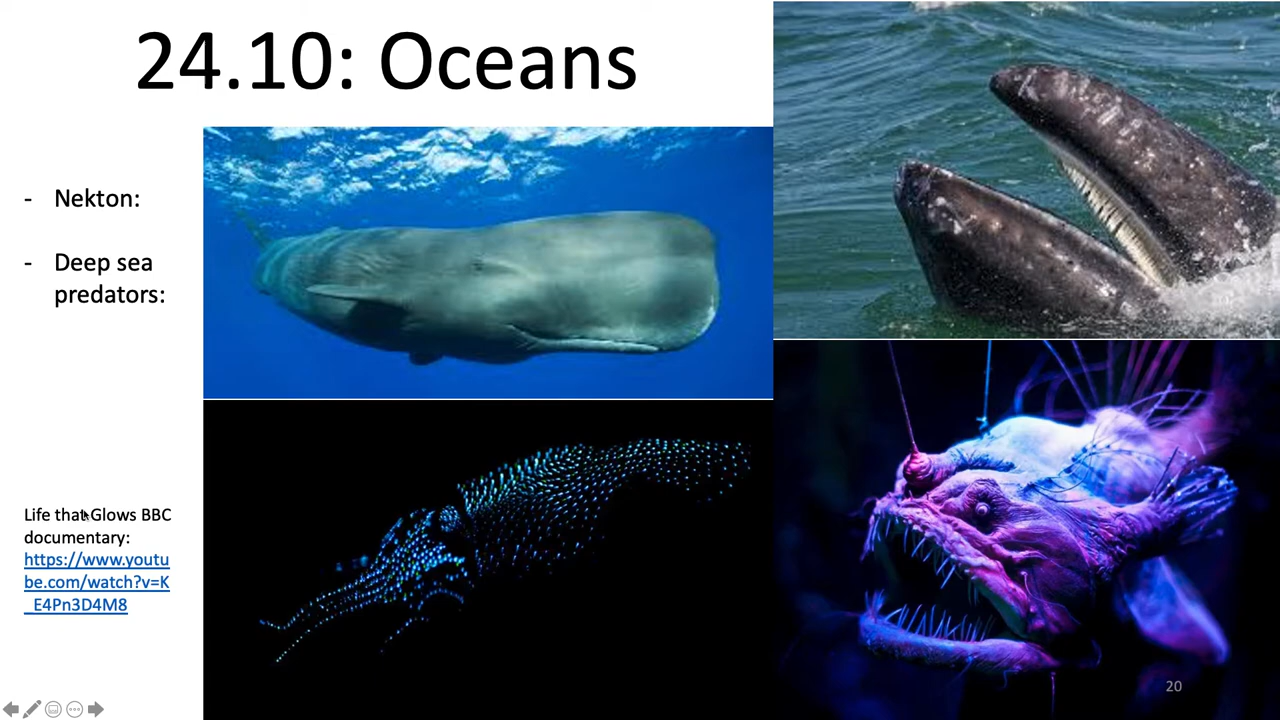 24.10: Oceans
- Nekton:
- Deep sea
predators:
Life that Glows BBC
documentary:
https://www.youtu
be.com/watch?v=K
_E4Pn3D4M8
20